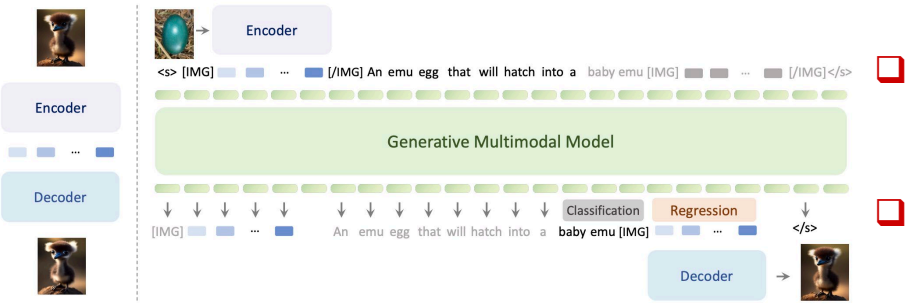 Encoder
Decoder
Encoder
<s> [IMG] ... [/IMG] An emu egg that will hatch into a baby emu [IMG] ... [/IMG]</s>
Generative Multimodal Model
Classification Regression
[IMG] ... An emu egg that will hatch into a baby emu [IMG] ... </s>
Decoder